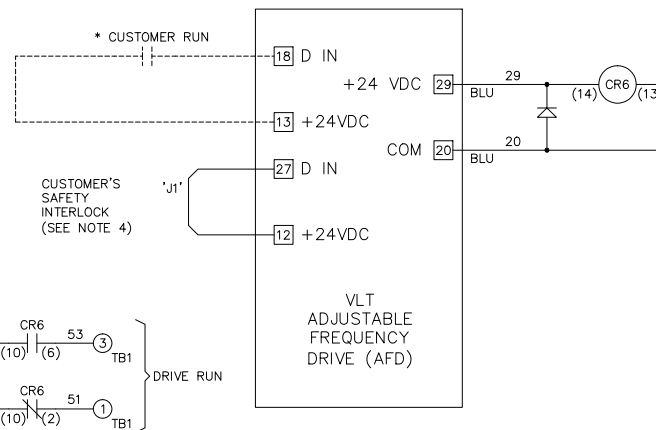 * CUSTOMER RUN
18 D IN
+24 VDC 29 BLU 29 (14) CR6 (13
13 +24VDC
COM 20 BLU 20
27 D IN
CUSTOMER'S
SAFETY
INTERLOCK
(SEE NOTE 4)
'J1'
12 +24VDC
VLT
ADJUSTABLE
FREQUENCY
DRIVE (AFD)
CR6
(10) (6) 53 3 TB1
DRIVE RUN
CR6
(10) (2) 51 1 TB1